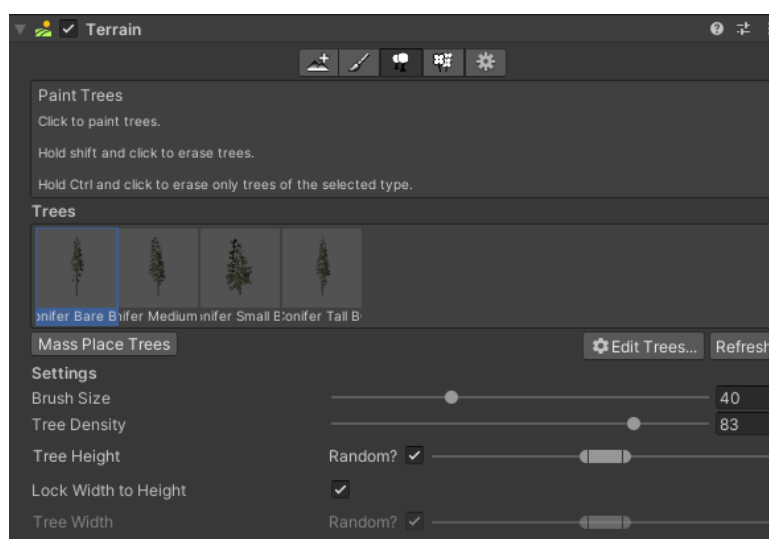 Terrain
Paint Trees
Click to paint trees.
Hold shift and click to erase trees.
Hold Ctrl and click to erase only trees of the selected type.
Trees
onifer Bare B nifer Medium onifer Small B Conifer Tall B
Mass Place Trees Edit Trees... Refresh
Settings
Brush Size 40
Tree Density 83
Tree Height Random?
Lock Width to Height
Tree Width Random?